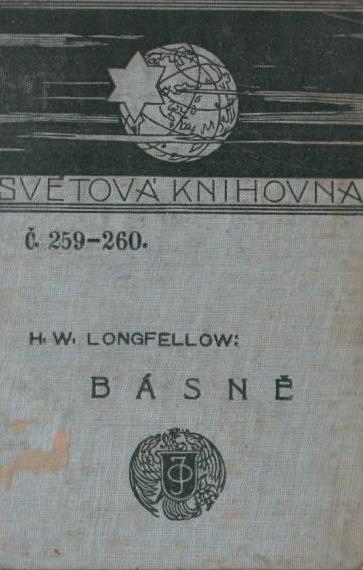 SVĚTOVÁ KNIHOVNA
Č. 259-260.
H. W. LONGFELLOW:
BÁSNĚ